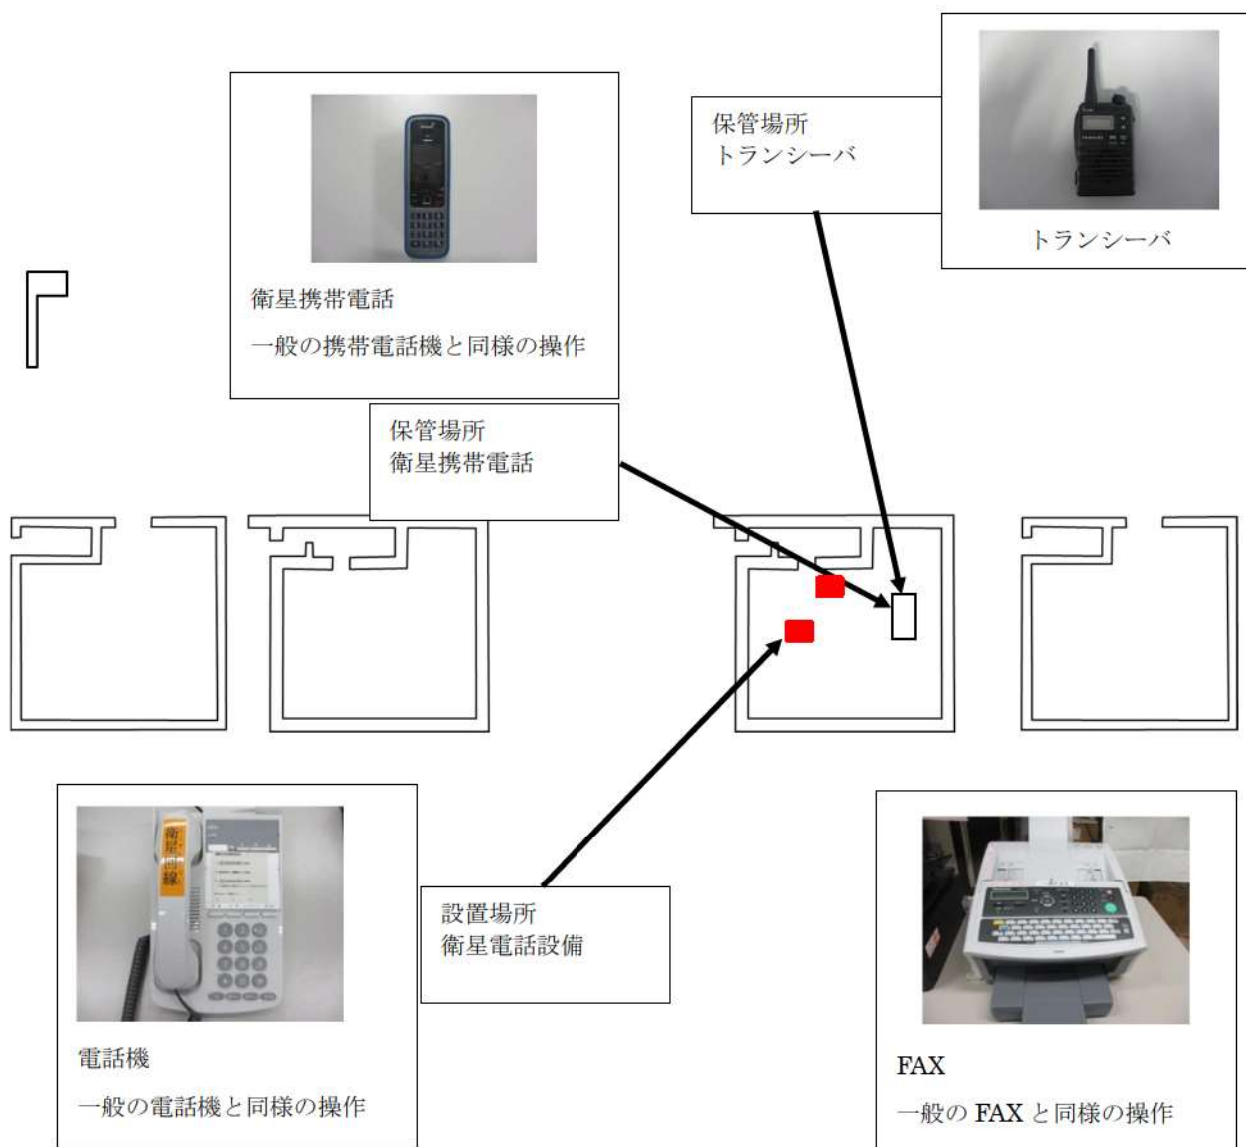 保管場所
トランシーバ
トランシーバ
衛星携帯電話
一般の携帯電話機と同様の操作
保管場所
衛星携帯電話
衛星回線
設置場所
衛星電話設備
電話機
一般の電話機と同様の操作
FAX
一般の FAX と同様の操作